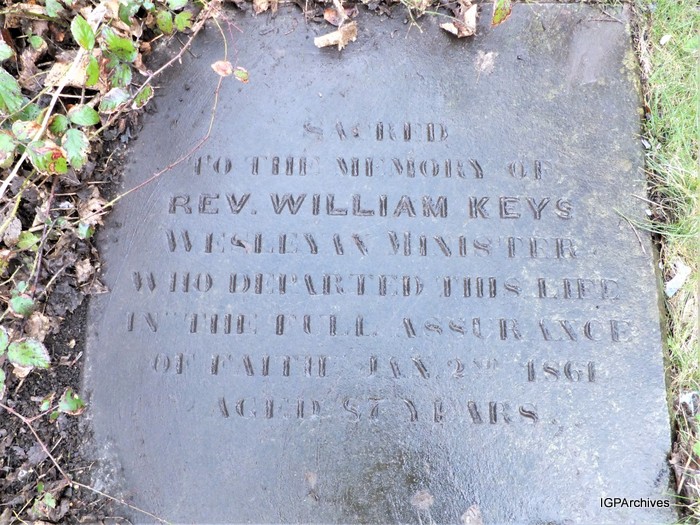 SACRED
TO THE MEMORY OF
REV. WILLIAM KEYS
WESLEYAN MINISTER
WHO DEPARTED THIS LIFE
IN THE FULL ASSURANCE
OF FAITH JAN 2ND 1861
AGED 87 YEARS
IGPArchives